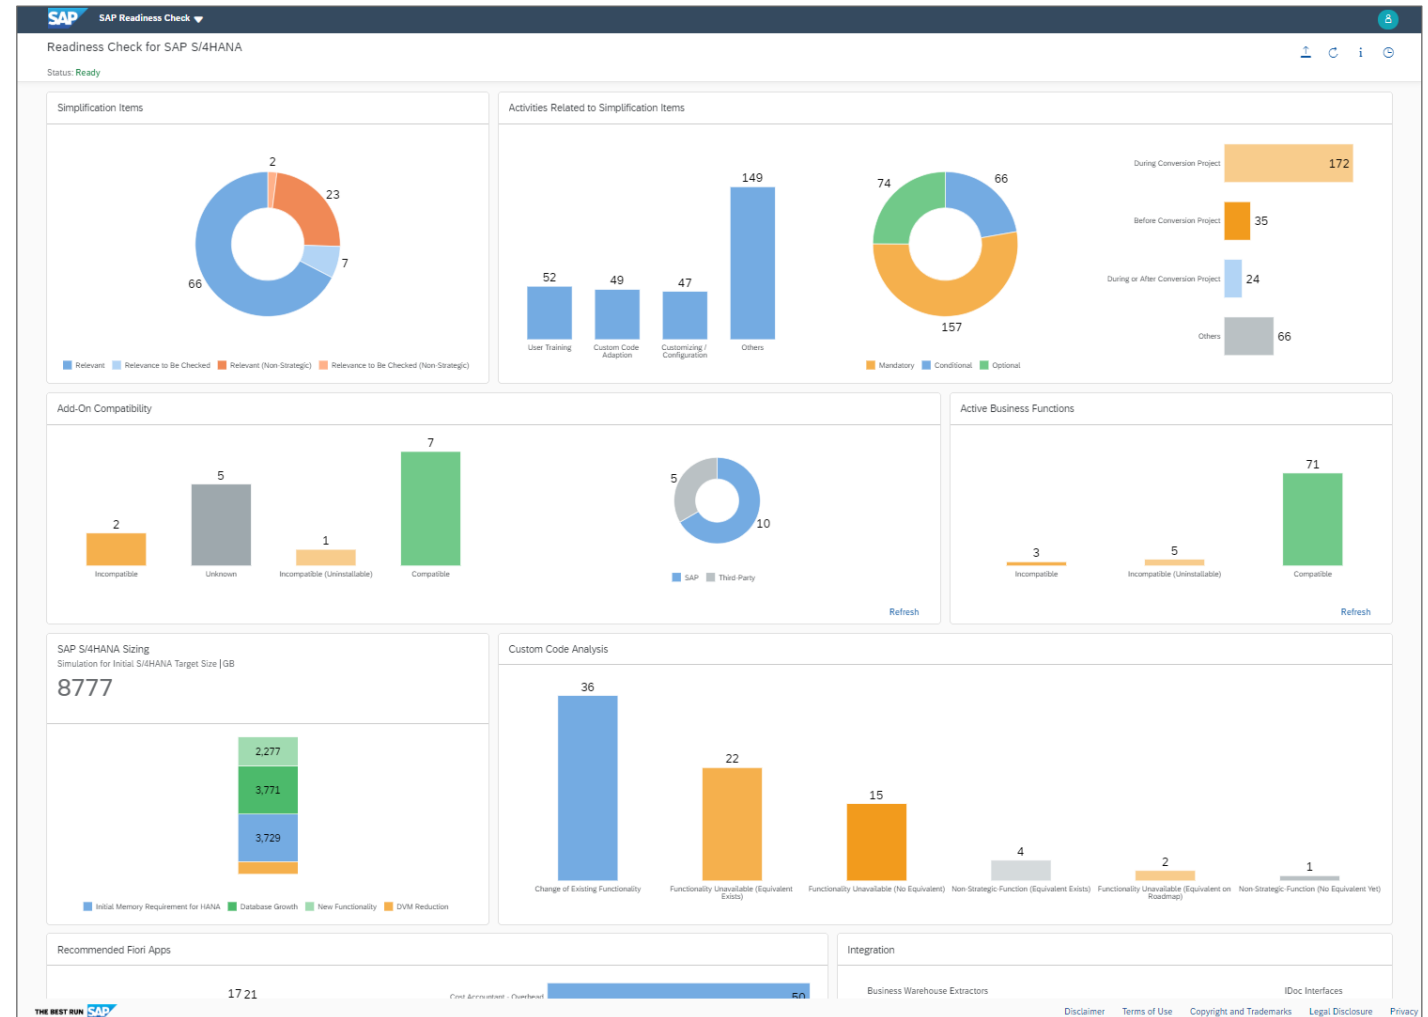 SAP SAP Readiness Check
Readiness Check for SAP S/4HANA
Status: Ready
Simplification Items
2
23
7
66
Relevant Relevance to Be Checked Relevant (Non-Strategic) Relevance to Be Checked (Non-Strategic)
Activities Related to Simplification Items
52
49
47
149
User Training
Custom Code
Adaption
Customizing /
Configuration
Others
74
66
157
Mandatory Conditional Optional
During Conversion Project 172
Before Conversion Project 35
During or After Conversion Project 24
Others 66
Add-On Compatibility
2
5
1
7
Incompatible Unknown Incompatible (Uninstallable) Compatible
5
10
SAP Third-Party
Refresh
Active Business Functions
3
5
71
Incompatible Incompatible (Uninstallable) Compatible
Refresh
SAP S/4HANA Sizing
Simulation for Initial S/4HANA Target Size | GB
8777
2,277
3,771
3,729
Initial Memory Requirement for HANA Database Growth New Functionality DVM Reduction
Custom Code Analysis
36
22
15
4
2
1
Change of Existing Functionality
Functionality Unavailable (Equivalent
Exists)
Functionality Unavailable (No Equivalent)
Non-Strategic-Function (Equivalent Exists)
Functionality Unavailable (Equivalent on
Roadmap)
Non-Strategic-Function (No Equivalent Yet)
Recommended Fiori Apps
17 21
Cost Accountant - Overhead 50
Integration
Business Warehouse Extractors
IDoc Interfaces
THE BEST RUN SAP
Disclaimer Terms of Use Copyright and Trademarks Legal Disclosure Privacy